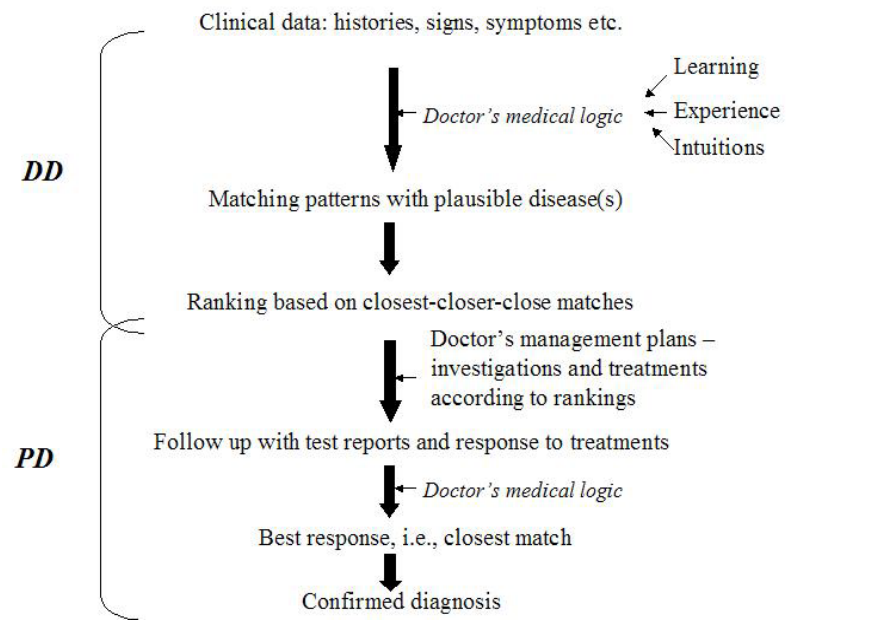 Clinical data: histories, signs, symptoms etc.
Learning
Doctor's medical logic
Experience
Intuitions
DD
Matching patterns with plausible disease(s)
Ranking based on closest-closer-close matches
Doctor's management plans –
investigations and treatments
according to rankings
Follow up with test reports and response to treatments
PD
Doctor's medical logic
Best response, i.e., closest match
Confirmed diagnosis